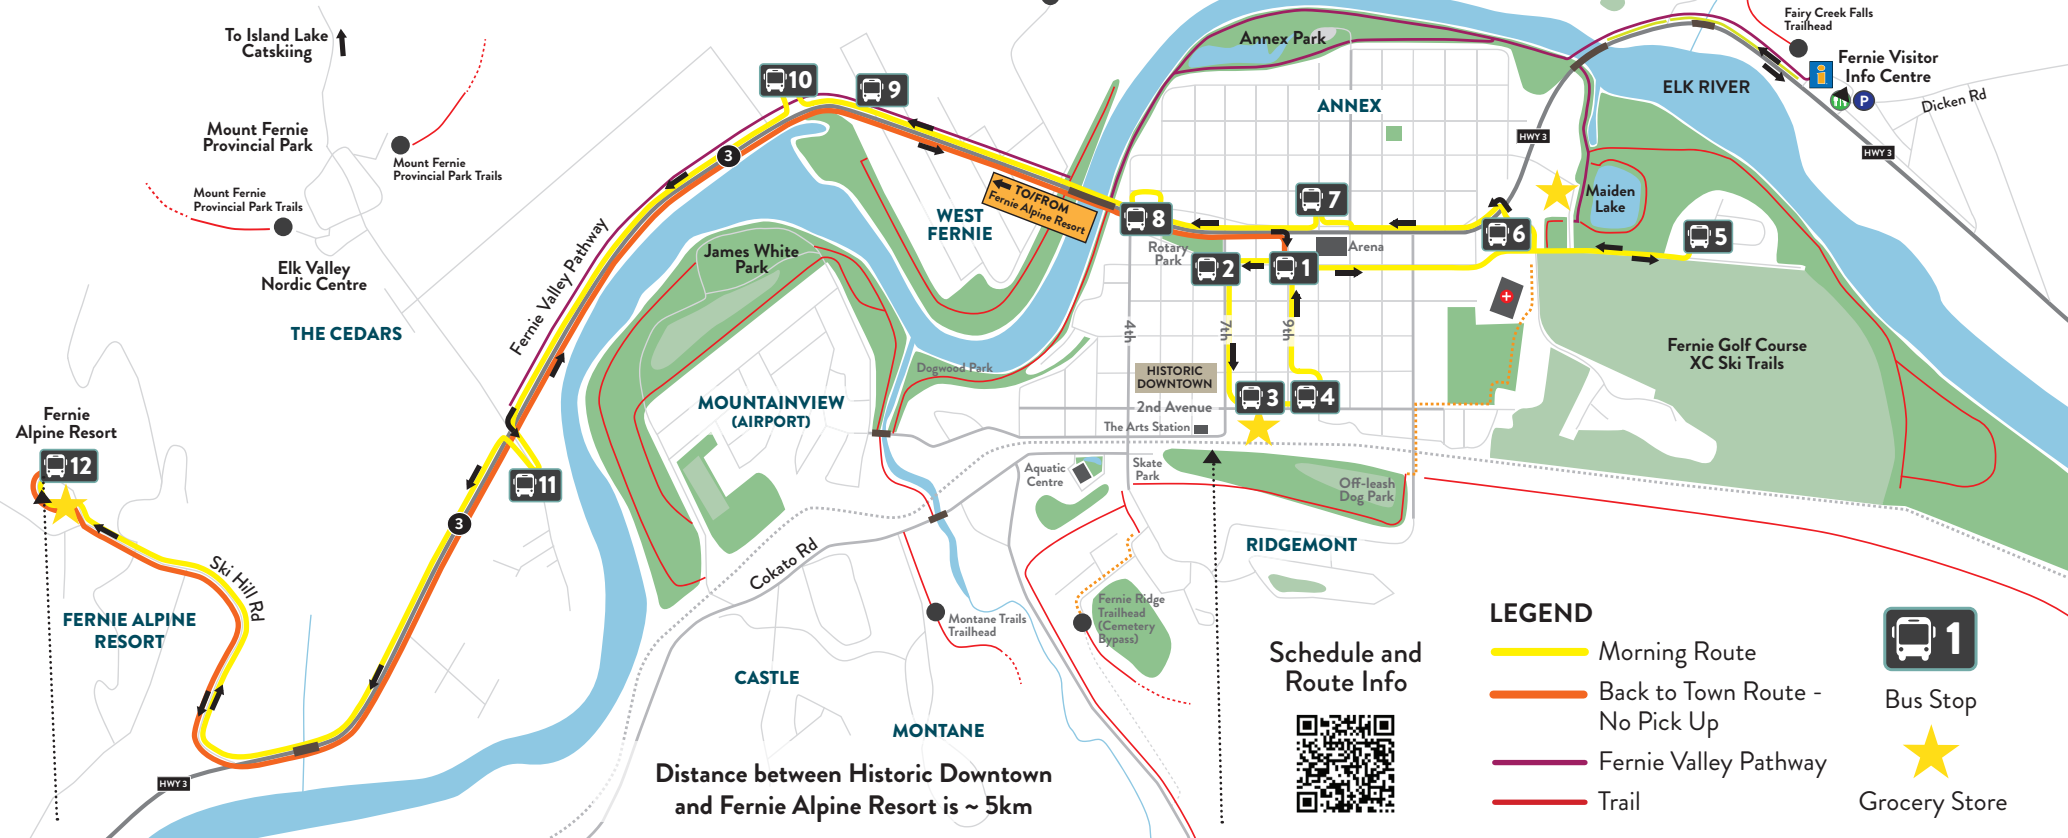 To Island Lake
Catskiing
Mount Fernie
Provincial Park
Mount Fernie
Provincial Park Trails
Mount Fernie
Provincial Park Trails
Elk Valley
Nordic Centre
THE CEDARS
Fernie Valley Pathway
10
9
3
TO/FROM
Fernie Alpine Resort
WEST
FERNIE
James White
Park
MOUNTAINVIEW
(AIRPORT)
Dogwood Park
Annex Park
ANNEX
HWY 3
ELK RIVER
Fairy Creek Falls
Trailhead
Fernie Visitor
Info Centre
i
P
Dicken Rd
HWY 3
Maiden
Lake
8
7
6
5
Rotary
Park
Arena
2
1
4th
7th
9th
HISTORIC
DOWNTOWN
3
4
2nd Avenue
The Arts Station
Fernie Golf Course
XC Ski Trails
Aquatic
Centre
Skate
Park
Off-leash
Dog Park
RIDGEMONT
Fernie
Alpine Resort
12
11
3
Ski Hill Rd
FERNIE ALPINE
RESORT
HWY 3
Cokato Rd
Montane Trails
Trailhead
Fernie Ridge
Trailhead
(Cemetery
Bypass)
CASTLE
MONTANE
Distance between Historic Downtown
and Fernie Alpine Resort is ~ 5km
Schedule and
Route Info
LEGEND
Morning Route
Back to Town Route -
No Pick Up
Fernie Valley Pathway
Trail
1
Bus Stop
Grocery Store